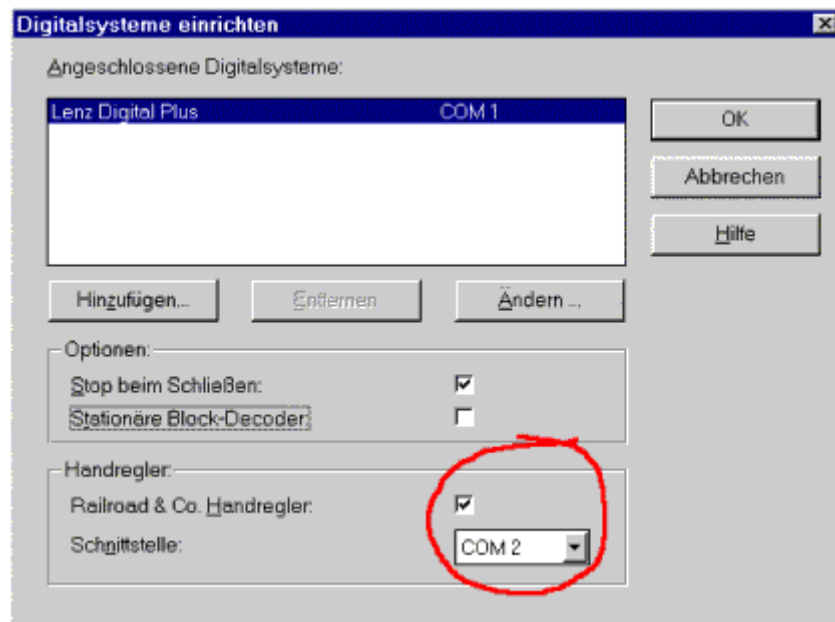 Digitalsysteme einrichten
Angeschlossene Digitalsysteme:
Lenz Digital Plus COM 1
OK
Abbrechen
Hilfe
Hinzufügen... Entfernen Ändern ...
Optionen:
Stop beim Schließen:
Stationäre Block-Decoder:
Handregler:
Railroad & Co. Handregler:
Schnittstelle: COM 2